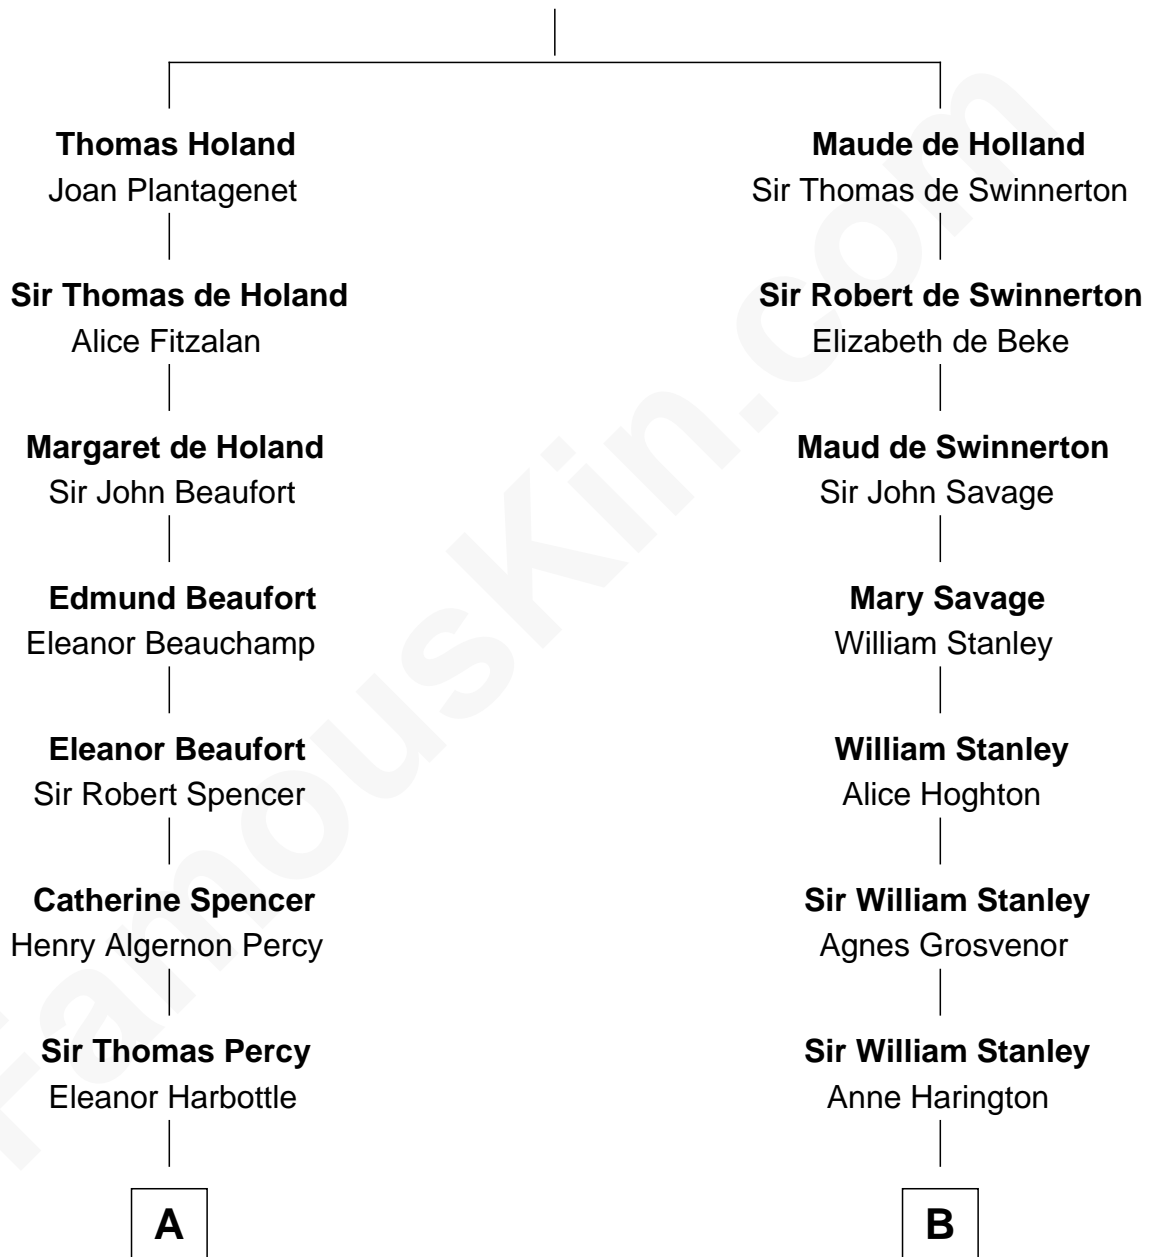 Thomas Holand
Joan Plantagenet
Sir Thomas de Holand
Alice Fitzalan
Margaret de Holand
Sir John Beaufort
Edmund Beaufort
Eleanor Beauchamp
Eleanor Beaufort
Sir Robert Spencer
Catherine Spencer
Henry Algernon Percy
Sir Thomas Percy
Eleanor Harbottle
A
Maude de Holland
Sir Thomas de Swinnerton
Sir Robert de Swinnerton
Elizabeth de Beke
Maud de Swinnerton
Sir John Savage
Mary Savage
William Stanley
William Stanley
Alice Hoghton
Sir William Stanley
Agnes Grosvenor
Sir William Stanley
Anne Harington
B
FamousKin.com